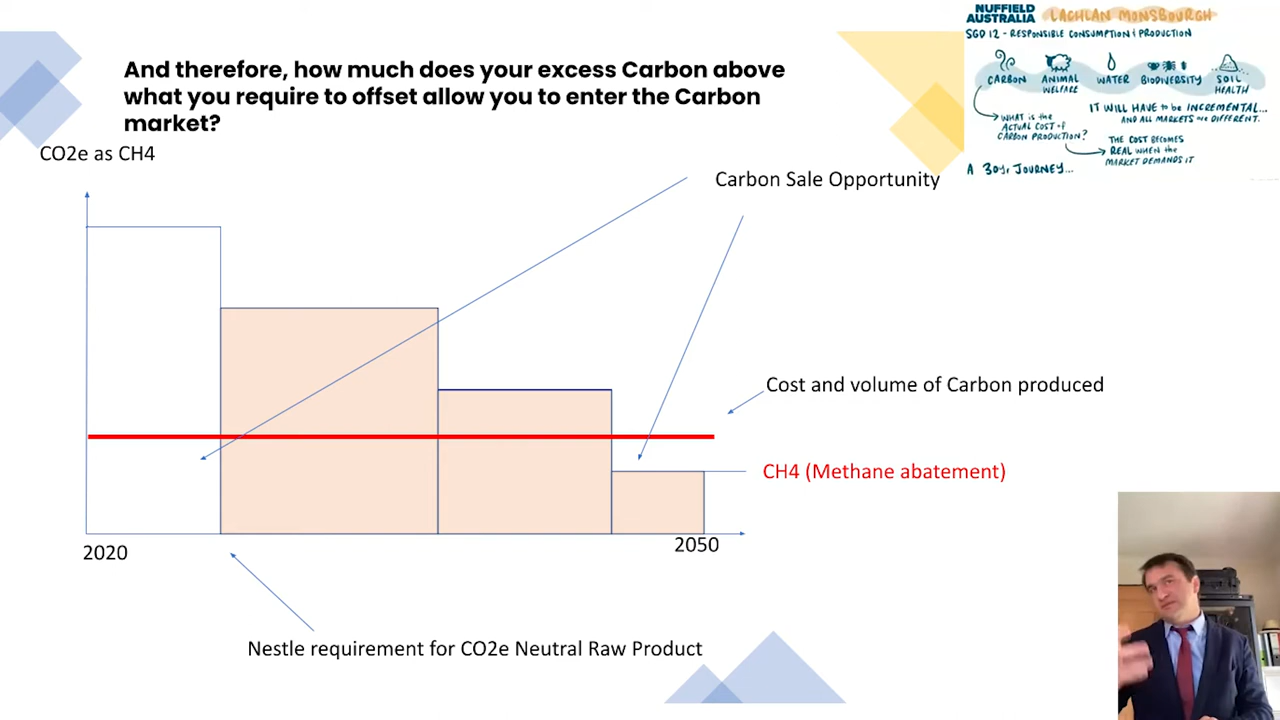 NUFFIELD
AUSTRALIA
LACHLAN MONSBOURGH
SGD 12 - RESPONSIBLE CONSUMPTION & PRODUCTION
CARBON
ANIMAL
WELFARE
WATER
BIODIVERSITY
SOIL
HEALTH
WHAT is the
ACTUAL COST of
CARBON PRODUCTION?
IT WILL HAVE to be INCREMENTAL...
AND ALL MARKETS are DIFFERENT.
THE COST BECOMES
REAL WHEN the
MARKET DEMANDS IT
A 30yr JOURNEY...
And therefore, how much does your excess Carbon above
what you require to offset allow you to enter the Carbon
market?
CO2e as CH4
Carbon Sale Opportunity
Cost and volume of Carbon produced
CH4 (Methane abatement)
2020
2050
Nestle requirement for CO2e Neutral Raw Product